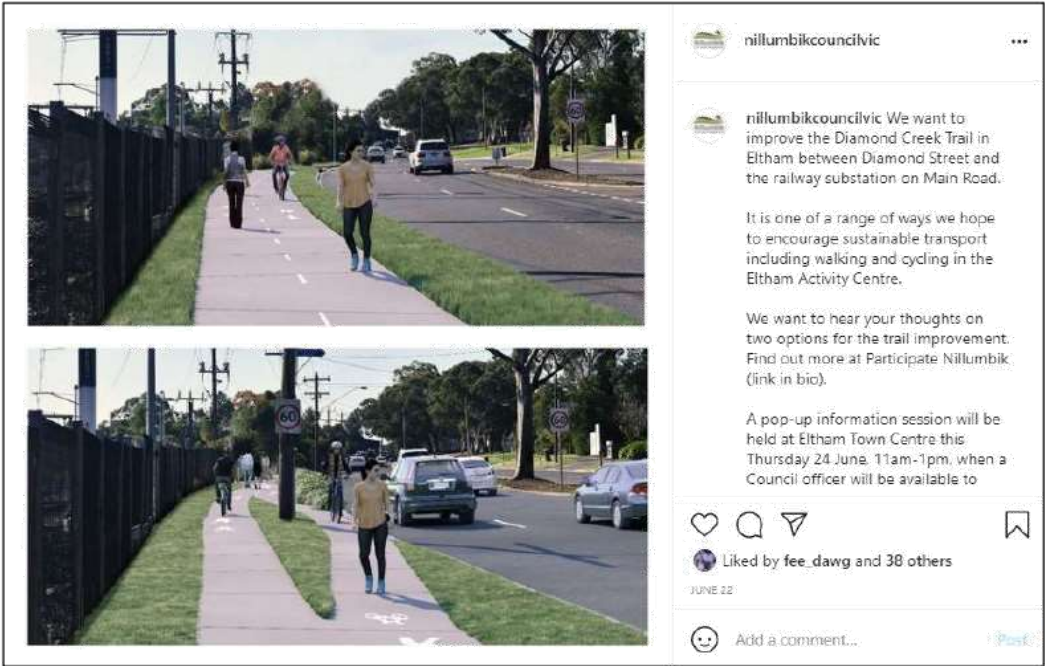 nillumbikcouncilvic
nillumbikcouncilvic We want to
improve the Diamond Creek Trail in
Eltham between Diamond Street and
the railway substation on Main Road.
It is one of a range of ways we hope
to encourage sustainable transport
including walking and cycling in the
Eltham Activity Centre.
We want to hear your thoughts on
two options for the trail improvement.
Find out more at Participate Nillumbik
(link in bio).
A pop-up information session will be
held at Eltham Town Centre this
Thursday 24 June, 11am-1pm, when a
Council officer will be available to
Liked by fee_dawg and 38 others
JUNE 22
Add a comment...
Post
60
60
60